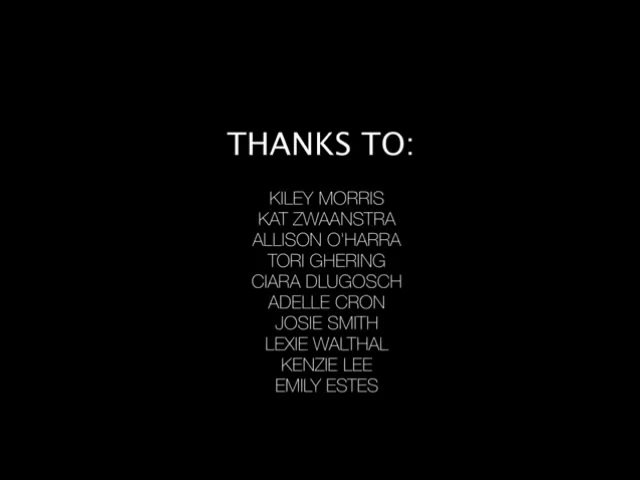 THANKS TO:
KILEY MORRIS
KAT ZWAANSTRA
ALLISON O'HARRA
TORI GHERING
CIARA DLUGOSCH
ADELLE CRON
JOSIE SMITH
LEXIE WALTHAL
KENZIE LEE
EMILY ESTES